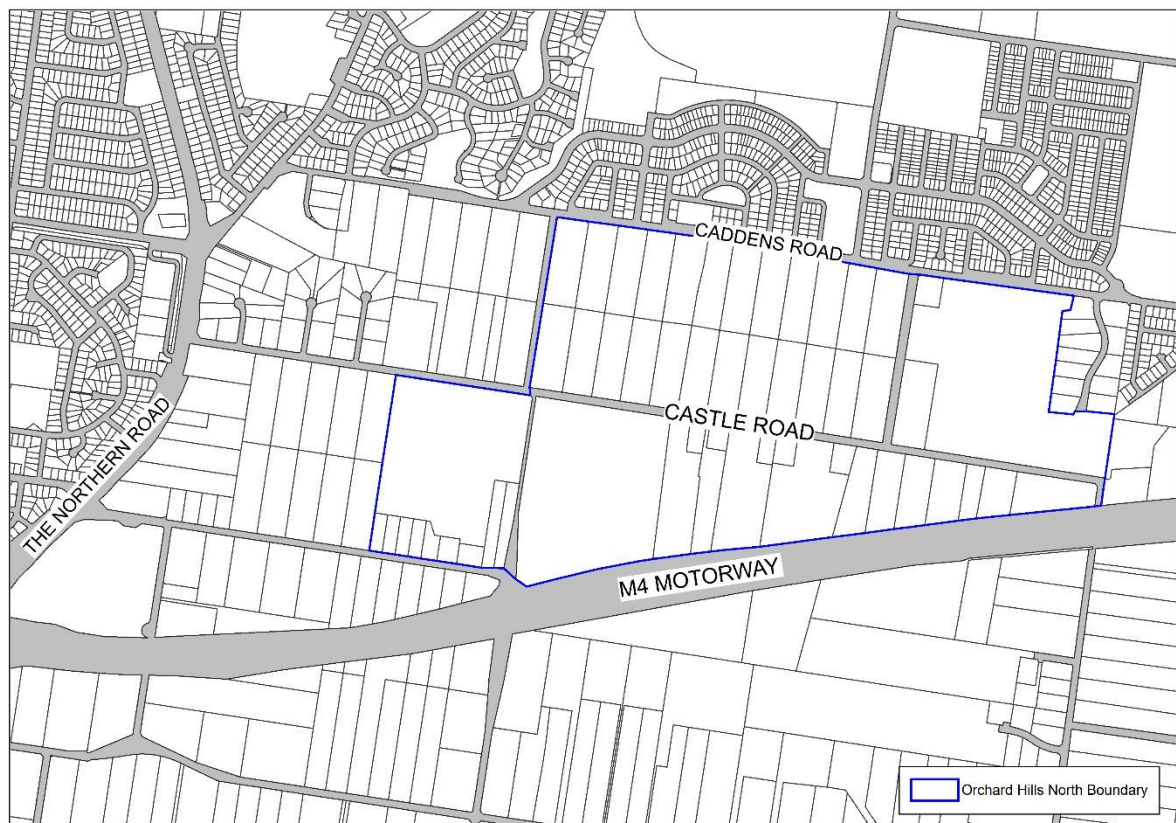 CADDENS ROAD
CASTLE ROAD
THE NORTHERN ROAD
M4 MOTORWAY
Orchard Hills North Boundary